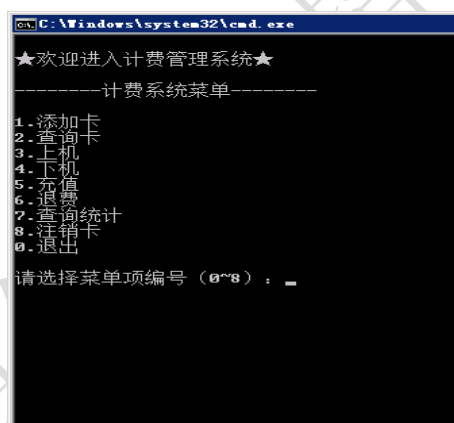 C:\Windows\system32\cmd.exe
★欢迎进入计费管理系统★
--------计费系统菜单--------
1.添加卡
2.查询卡
3.上机
4.下机
5.充值
6.退费
7.查询统计
8.注销卡
0.退出
请选择菜单项编号（0~8）：_